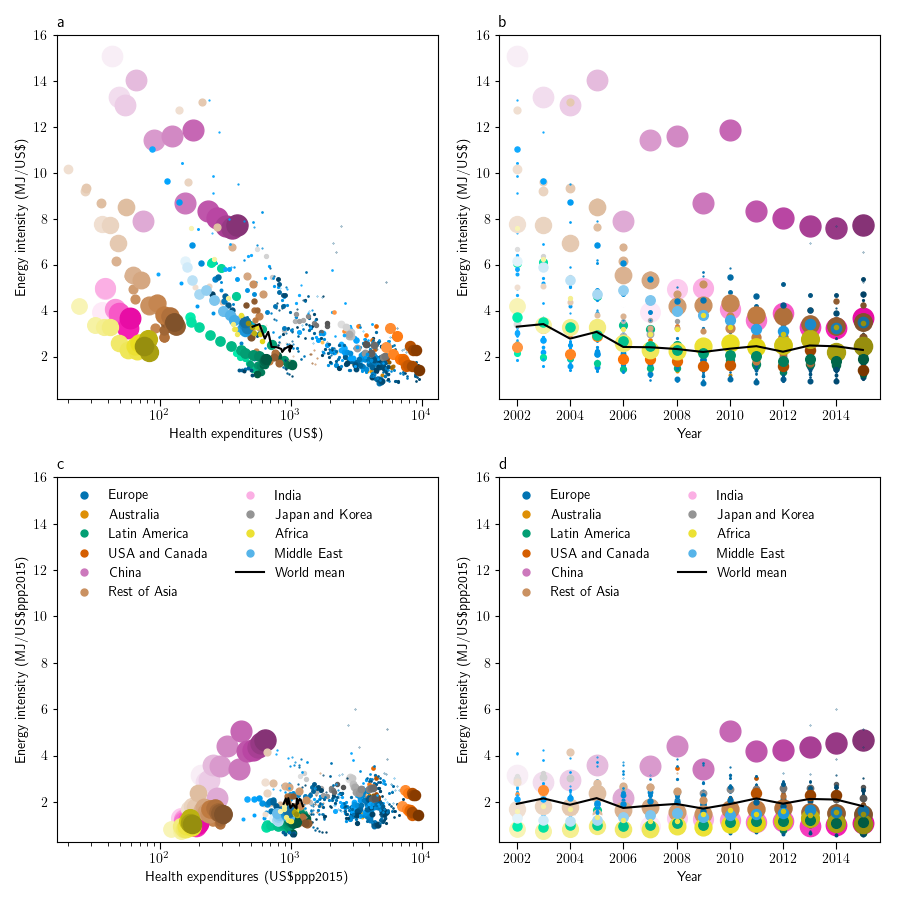 a
16
14
12
10
8
6
4
2
Energy intensity (MJ/US$)
10²
10³
10⁴
Health expenditures (US$)
b
16
14
12
10
8
6
4
2
Energy intensity (MJ/US$)
2002
2004
2006
2008
2010
2012
2014
Year
c
16
14
12
10
8
6
4
2
Energy intensity (MJ/US$ppp2015)
Europe
Australia
Latin America
USA and Canada
China
Rest of Asia
India
Japan and Korea
Africa
Middle East
World mean
10²
10³
10⁴
Health expenditures (US$ppp2015)
d
16
14
12
10
8
6
4
2
Energy intensity (MJ/US$ppp2015)
Europe
Australia
Latin America
USA and Canada
China
Rest of Asia
India
Japan and Korea
Africa
Middle East
World mean
2002
2004
2006
2008
2010
2012
2014
Year